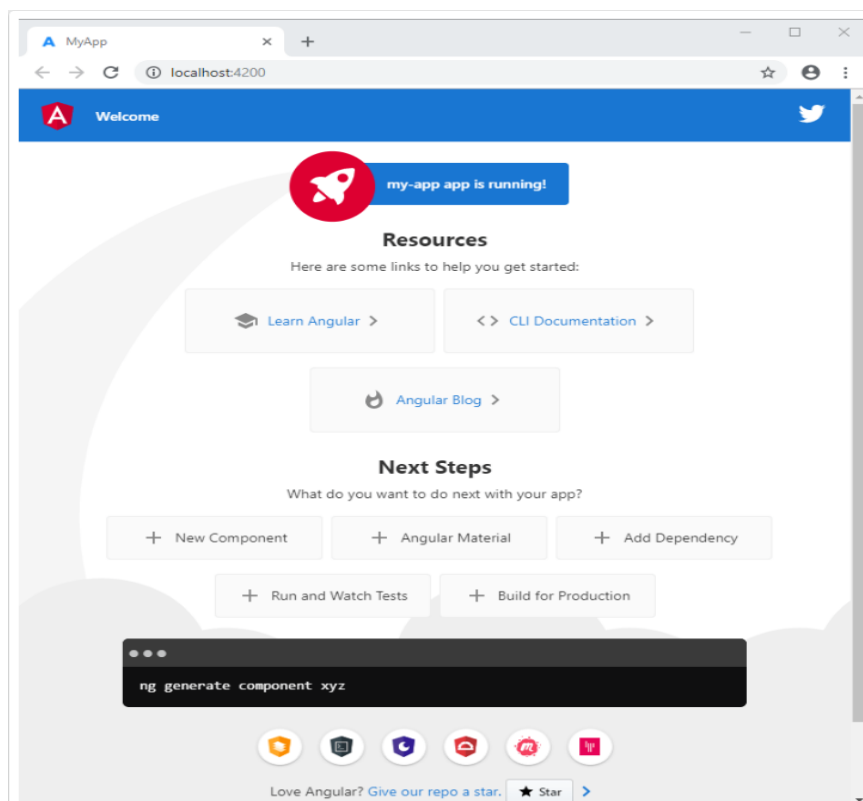 MyApp
localhost:4200
Welcome
my-app app is running!
Resources
Here are some links to help you get started:
Learn Angular
CLI Documentation
Angular Blog
Next Steps
What do you want to do next with your app?
New Component
Angular Material
Add Dependency
Run and Watch Tests
Build for Production
ng generate component xyz
Love Angular? Give our repo a star. Star